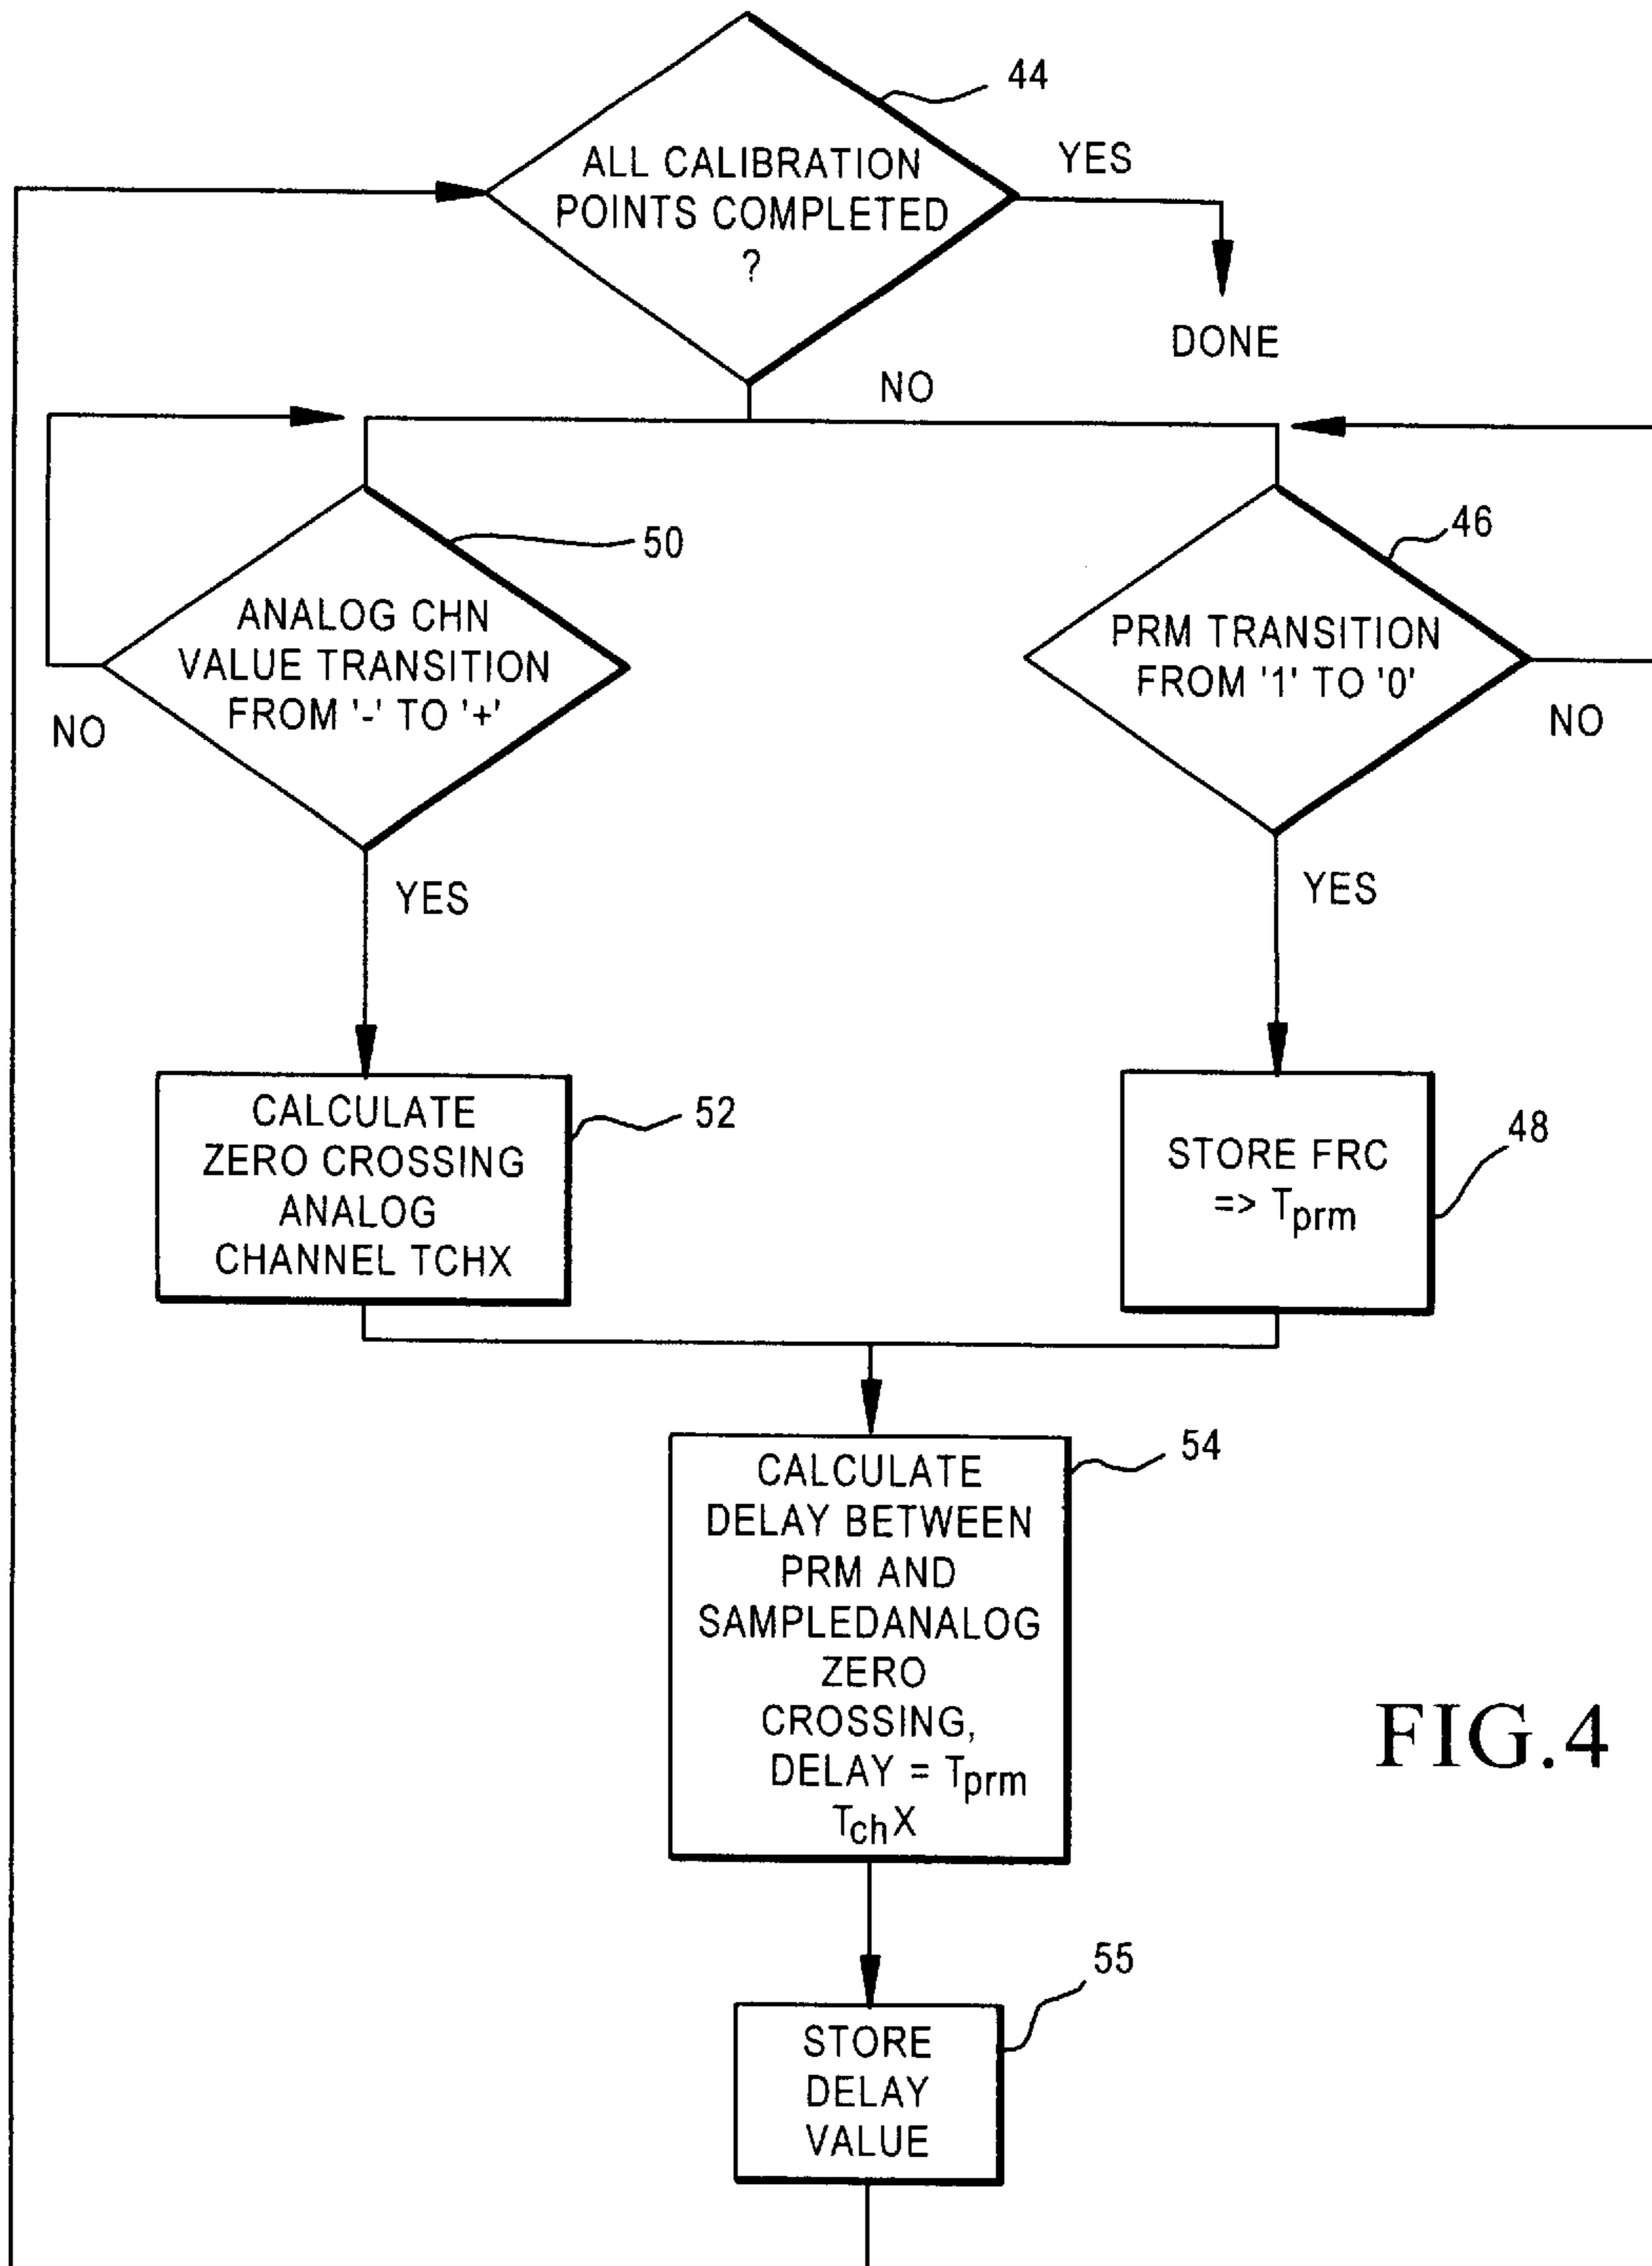 44
ALL CALIBRATION
POINTS COMPLETED
?
YES
DONE
NO
50
ANALOG CHN
VALUE TRANSITION
FROM '-' TO '+'
NO
YES
46
PRM TRANSITION
FROM '1' TO '0'
NO
YES
CALCULATE
ZERO CROSSING
ANALOG
CHANNEL TCHX
52
STORE FRC
=> Tprm
48
CALCULATE
DELAY BETWEEN
PRM AND
SAMPLEDANALOG
ZERO
CROSSING,
DELAY = Tprm
TchX
54
STORE
DELAY
VALUE
55
FIG.4